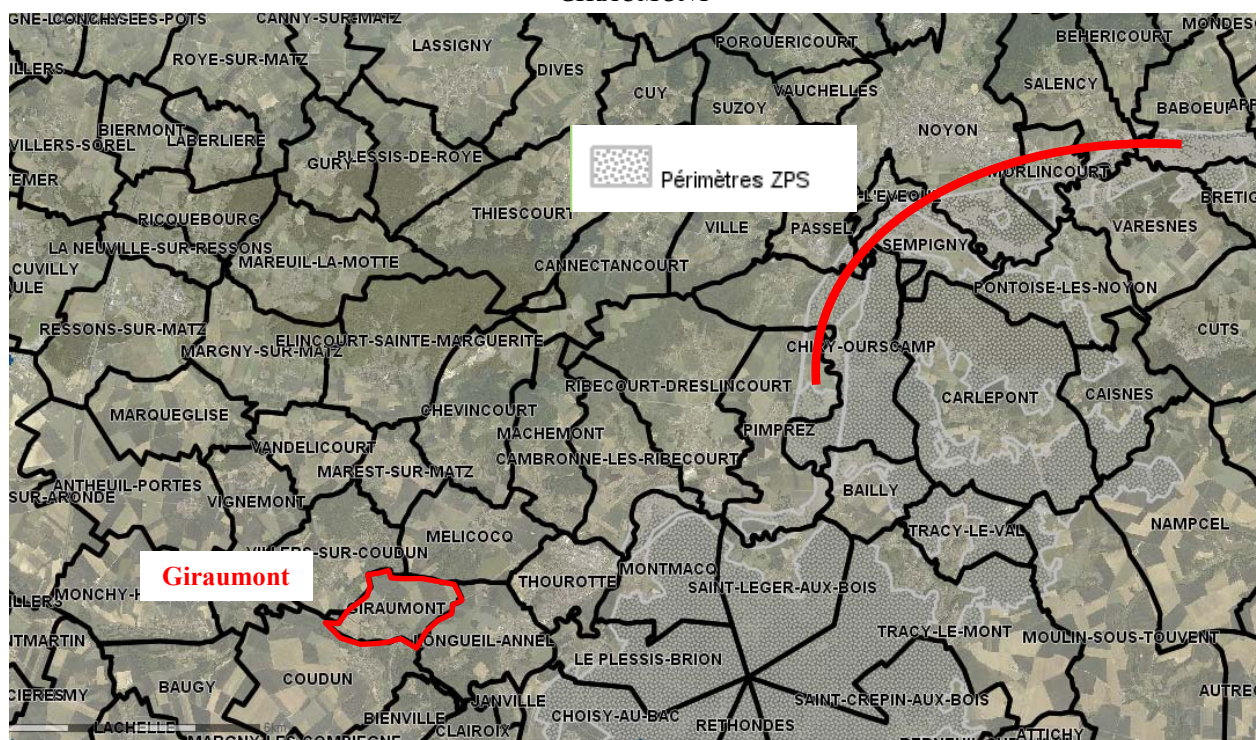 CANNY-SUR-MATZ
LASSIGNY
PORQUERICOURT
BEHERICOURT
ROYE-SUR-MATZ
DIVES
CUY
SUZOY
VAUCHELLES
SALENCY
BABOEUF
NOYON
BIERMONT
LABERLIERE
VILLERS-SOREL
GURY
PLESSIS-DE-ROYE
Périmètres ZPS
MORLINCOURT
L'EVEQUE
RICQUEBOURG
THIESCOURT
VILLE
PASSEL
VARESNES
SEMPIGNY
LA NEUVILLE-SUR-RESSONS
MAREUIL-LA-MOTTE
CANNECTANCOURT
CUVILLY
PONTOISE-LES-NOYON
RESSONS-SUR-MATZ
MARGNY-SUR-MATZ
ELINCOURT-SAINTE-MARGUERITE
CHIRY-OURSCAMP
CUTS
RIBECOURT-DRESLINCOURT
CARLEPONT
CAISNES
MARQUEGLISE
CHEVINCOURT
MACHEMONT
PIMPREZ
VANDELICOURT
MAREST-SUR-MATZ
CAMBRONNE-LES-RIBECOURT
ANTHEUIL-PORTES
SUR-ARONDE
VIGNEMONT
BAILLY
NAMPCEL
TRACY-LE-VAL
MELICOCQ
VILLERS-SUR-COUDUN
Giraumont
THOUROTTE
MONTMACQ
SAINT-LEGER-AUX-BOIS
MONCHY-H
GIRAUMONT
LONGUEIL-ANNEL
TRACY-LE-MONT
MOULIN-SOUS-TOUVENT
LE PLESSIS-BRION
COUDUN
BAUGY
JANVILLE
SAINT-CREPIN-AUX-BOIS
BIENVILLE
CHOISY-AU-BAC
RETHONDES
LACHELLE
CLAIROIX
ATTICHY